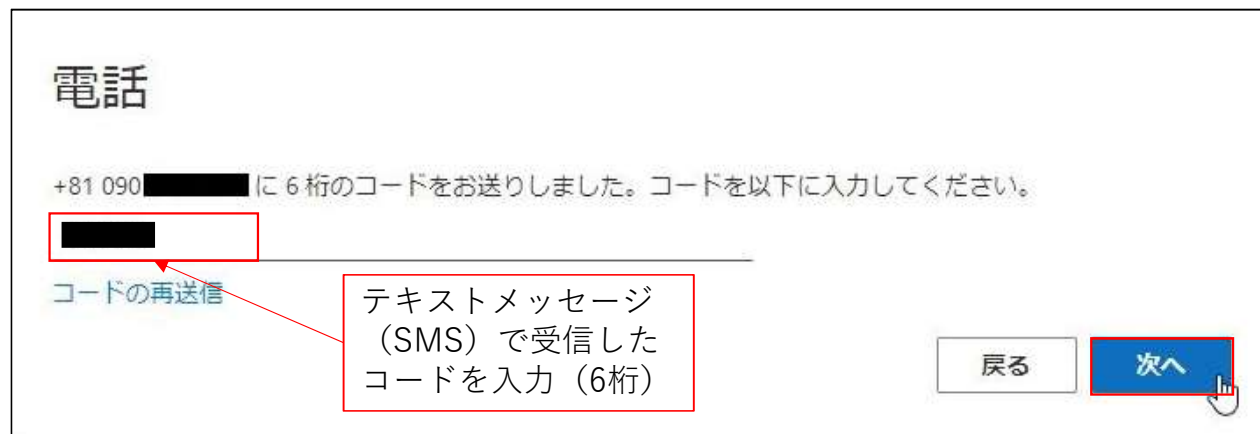 電話
+81 090 に 6 桁のコードをお送りしました。コードを以下に入力してください。
コードの再送信
テキストメッセージ
（SMS）で受信した
コードを入力（6桁）
戻る
次へ